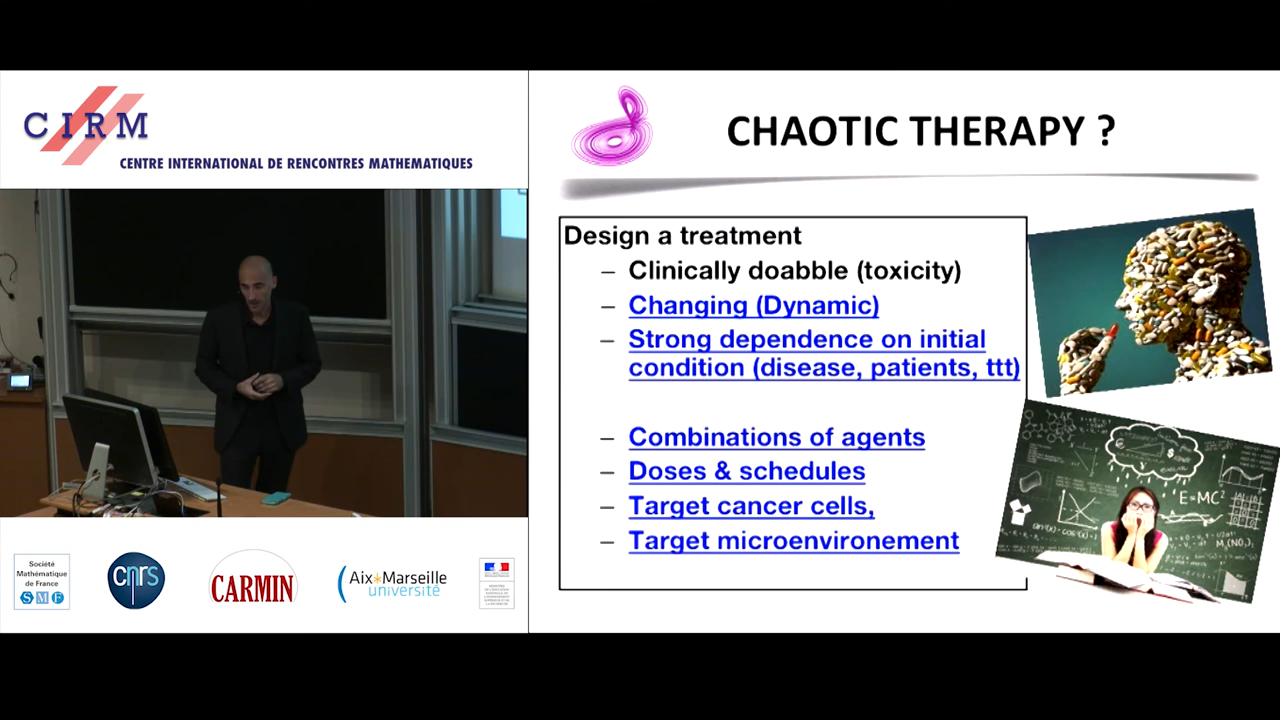 CIRM
CENTRE INTERNATIONAL DE RENCONTRES MATHEMATIQUES
Société
Mathématique
de France
SMF
cnrs
CARMIN
Aix*Marseille
université
CHAOTIC THERAPY ?
Design a treatment
– Clinically doabble (toxicity)
– Changing (Dynamic)
– Strong dependence on initial
condition (disease, patients, ttt)
– Combinations of agents
– Doses & schedules
– Target cancer cells,
– Target microenvironement
E=MC²